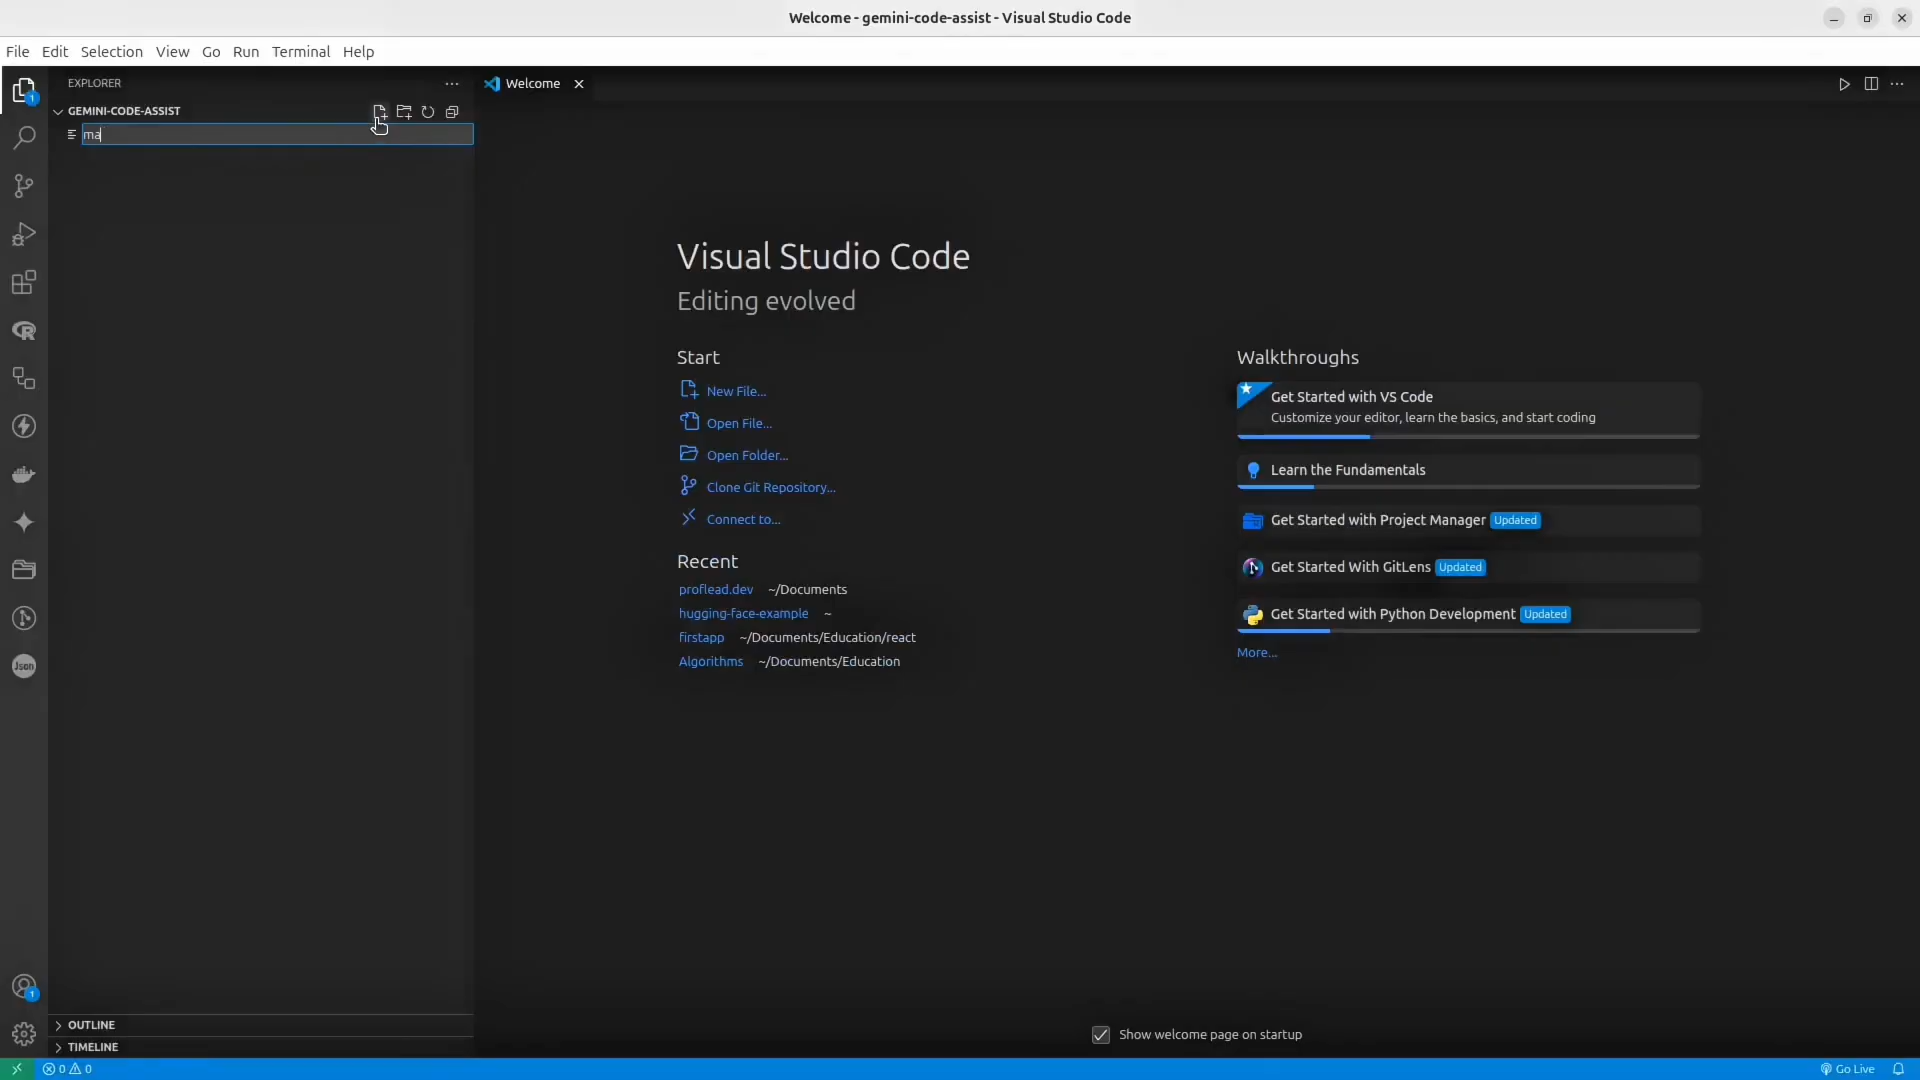 Welcome - gemini-code-assist - Visual Studio Code
File Edit Selection View Go Run Terminal Help
EXPLORER
Welcome
GEMINI-CODE-ASSIST
1
ma
Visual Studio Code
Editing evolved
Start
New File...
Open File...
Open Folder...
Clone Git Repository...
Connect to...
Recent
proflead.dev ~/Documents
hugging-face-example ~
firstapp ~/Documents/Education/react
Algorithms ~/Documents/Education
Walkthroughs
Get Started with VS Code
Customize your editor, learn the basics, and start coding
Learn the Fundamentals
Get Started with Project Manager Updated
Get Started With GitLens Updated
Get Started with Python Development Updated
More...
R
Json
1
OUTLINE
TIMELINE
Show welcome page on startup
0 0
Go Live